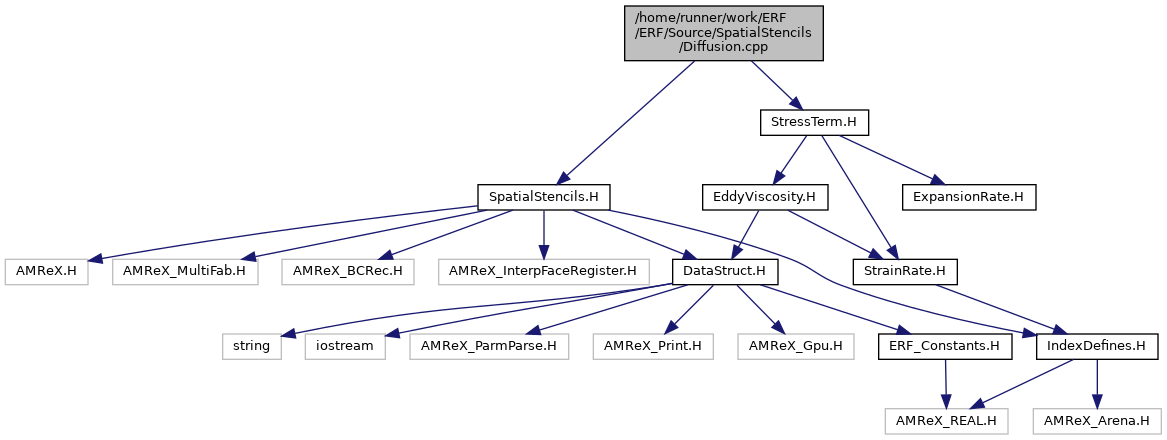 /home/runner/work/ERF
/ERF/Source/SpatialStencils
/Diffusion.cpp
StressTerm.H
SpatialStencils.H
EddyViscosity.H
ExpansionRate.H
AMReX.H
AMReX_MultiFab.H
AMReX_BCRec.H
AMReX_InterpFaceRegister.H
DataStruct.H
StrainRate.H
string
iostream
AMReX_ParmParse.H
AMReX_Print.H
AMReX_Gpu.H
ERF_Constants.H
IndexDefines.H
AMReX_REAL.H
AMReX_Arena.H